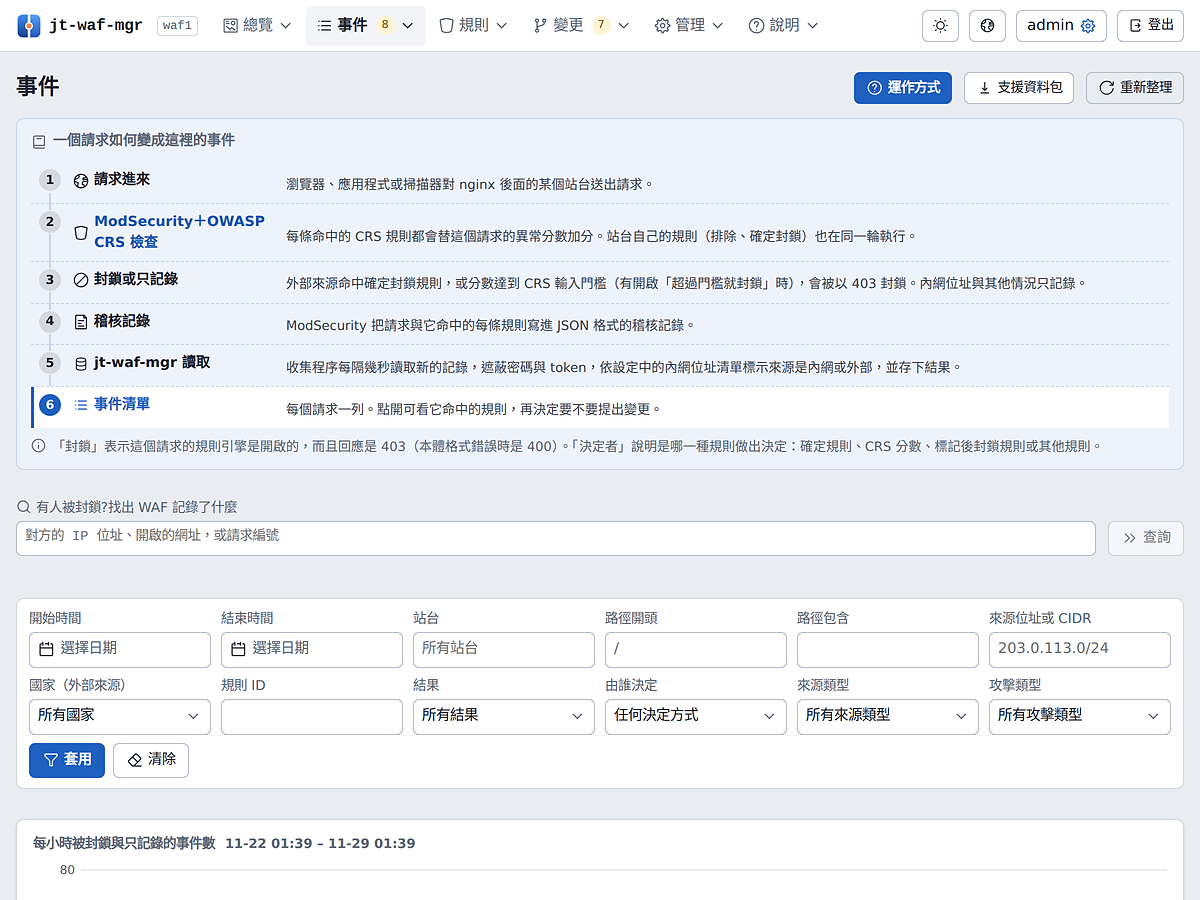 jt-waf-mgr waf1 總覽 事件 8 規則 變更 7 管理 說明 admin 登出
事件
運作方式 支援資料包 重新整理
一個請求如何變成這裡的事件
1 請求進來 瀏覽器、應用程式或掃描器對 nginx 後面的某個站台送出請求。
2 ModSecurity＋OWASP
CRS 檢查
每條命中的 CRS 規則都會替這個請求的異常分數加分。站台自己的規則（排除、確定封鎖）也在同一輪執行。
3 封鎖或只記錄 外部來源命中確定封鎖規則，或分數達到 CRS 輸入門檻（有開啟「超過門檻就封鎖」時），會被以 403 封鎖。內網位址與其他情況只記錄。
4 稽核記錄 ModSecurity 把請求與它命中的每條規則寫進 JSON 格式的稽核記錄。
5 jt-waf-mgr 讀取 收集程序每隔幾秒讀取新的記錄，遮蔽密碼與 token，依設定中的內網位址清單標示來源是內網或外部，並存下結果。
6 事件清單 每個請求一列。點開可看它命中的規則，再決定要不要提出變更。
「封鎖」表示這個請求的規則引擎是開啟的，而且回應是 403（本體格式錯誤時是 400）。「決定者」說明是哪一種規則做出決定：確定規則、CRS 分數、標記後封鎖規則或其他規則。
有人被封鎖?找出 WAF 記錄了什麼
對方的 IP 位址、開啟的網址，或請求編號 查詢
開始時間 結束時間 站台 路徑開頭 路徑包含 來源位址或 CIDR
選擇日期 選擇日期 所有站台 / 203.0.113.0/24
國家（外部來源） 規則 ID 結果 由誰決定 來源類型 攻擊類型
所有國家 所有結果 任何決定方式 所有來源類型 所有攻擊類型
套用 清除
每小時被封鎖與只記錄的事件數 11-22 01:39 – 11-29 01:39
80